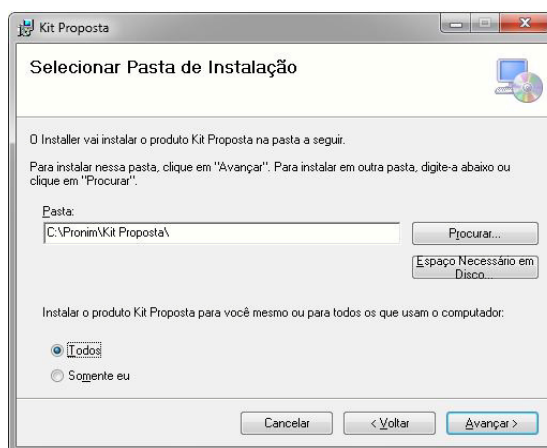 Kit Proposta
Selecionar Pasta de Instalação
O Installer vai instalar o produto Kit Proposta na pasta a seguir.
Para instalar nessa pasta, clique em "Avançar". Para instalar em outra pasta, digite-a abaixo ou
clique em "Procurar".
Pasta:
C:\Pronim\Kit Proposta\
Procurar...
Espaço Necessário em
Disco...
Instalar o produto Kit Proposta para você mesmo ou para todos os que usam o computador:
Todos
Somente eu
Cancelar
< Voltar
Avançar >